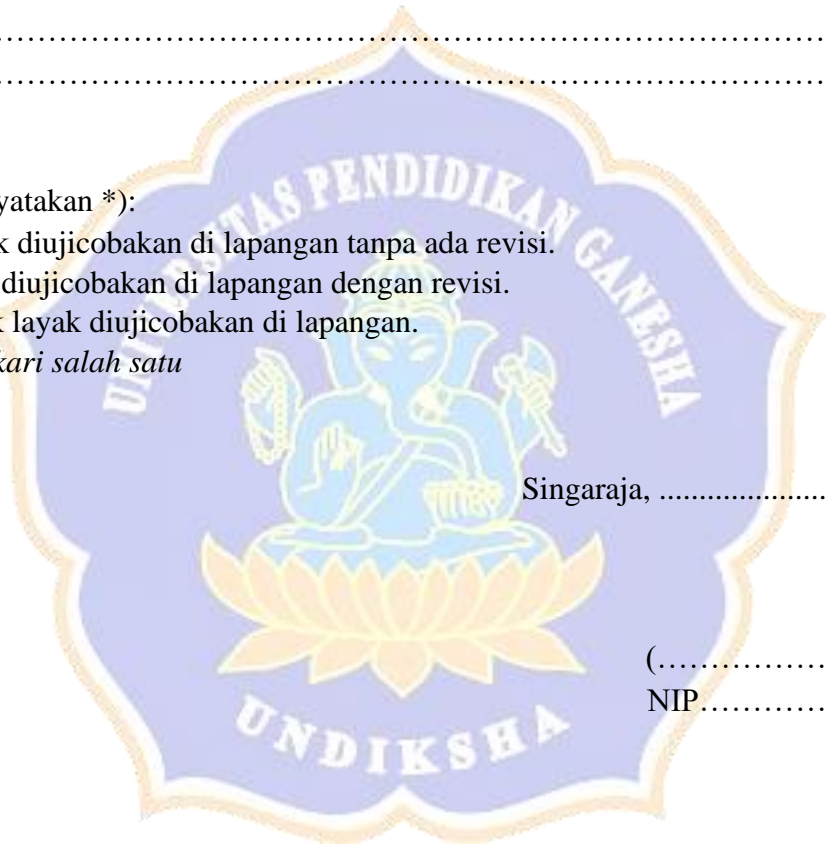 ……………………………………………………………………………
……………………………………………………………………………
yatakan *):
k diujicobakan di lapangan tanpa ada revisi.
diujicobakan di lapangan dengan revisi.
k layak diujicobakan di lapangan.
kari salah satu
UNIVERSITAS PENDIDIKAN GANESHA
Singaraja, .....................
(………………
NIP…………
UNDIKSHA